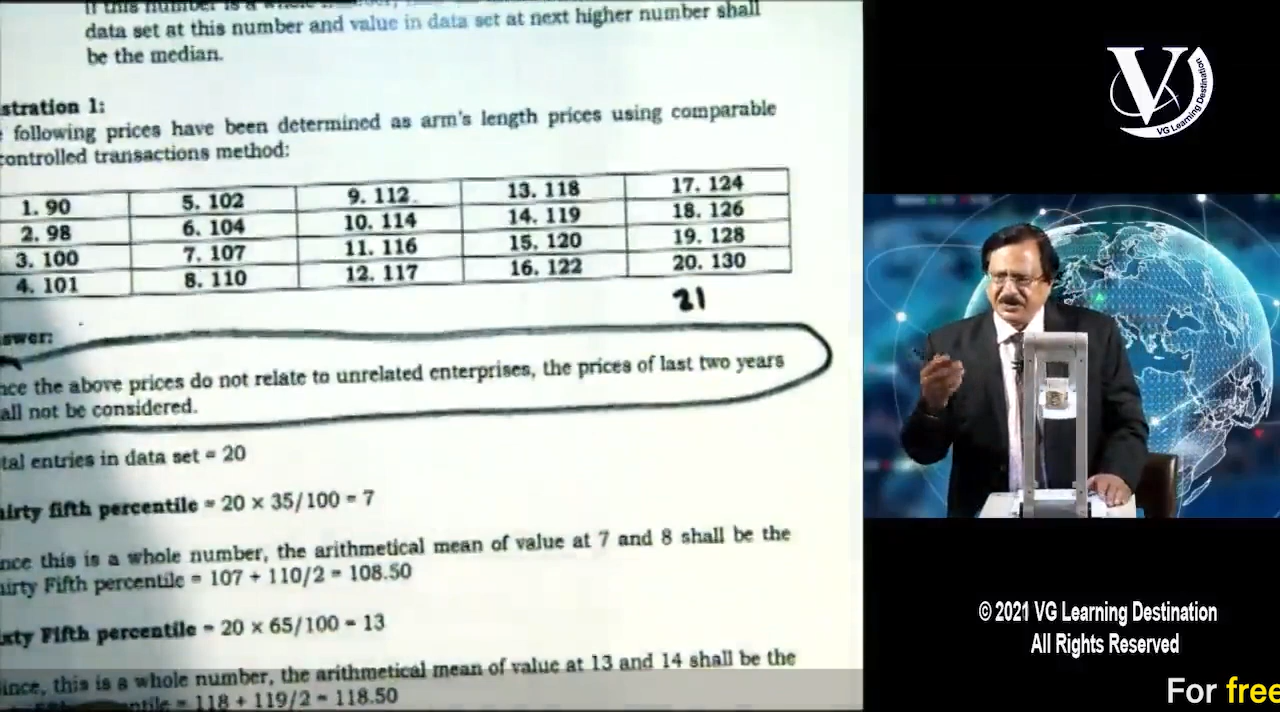 data set at this number and value in data set at next higher number shall
be the median.
stration 1:
following prices have been determined as arm's length prices using comparable
controlled transactions method:
1. 90 5. 102 9. 112 13. 118 17. 124
2. 98 6. 104 10. 114 14. 119 18. 126
3. 100 7. 107 11. 116 15. 120 19. 128
4. 101 8. 110 12. 117 16. 122 20. 130
21
swer:
nce the above prices do not relate to unrelated enterprises, the prices of last two years
all not be considered.
tal entries in data set = 20
irty fifth percentile = 20 x 35/100 = 7
nce this is a whole number, the arithmetical mean of value at 7 and 8 shall be the
irty Fifth percentile = 107 + 110/2 = 108.50
xty Fifth percentile = 20 x 65/100 = 13
ince, this is a whole number, the arithmetical mean of value at 13 and 14 shall be the
ntile = 118 + 119/2 = 118.50
V
VG Learning Destination
© 2021 VG Learning Destination
All Rights Reserved
For free